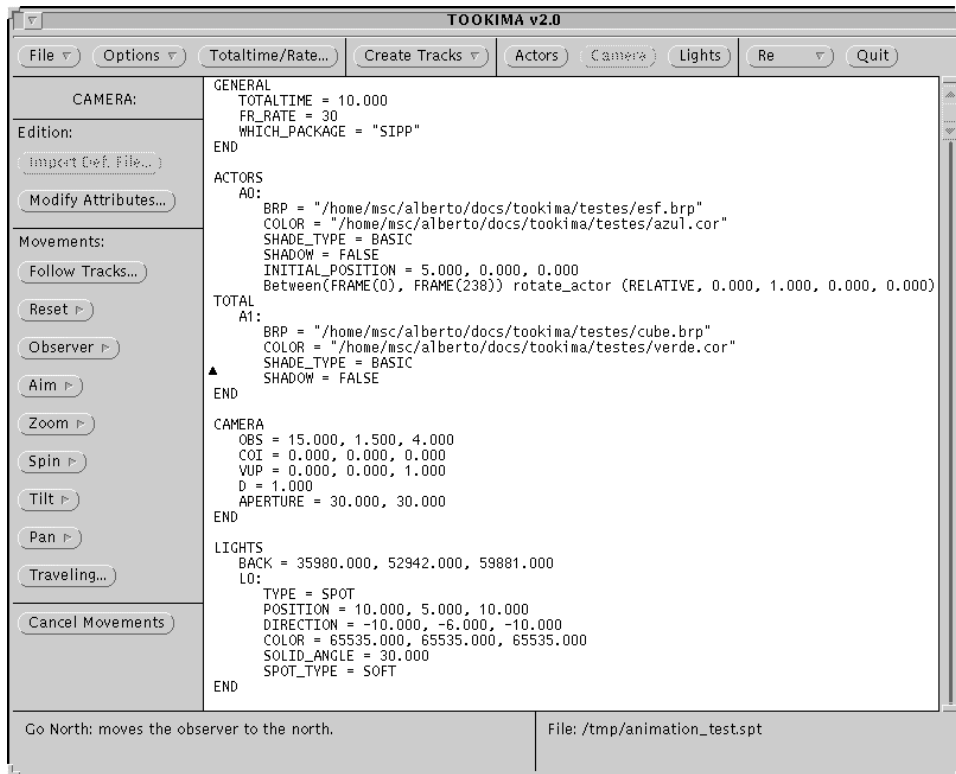 TOOKIMA v2.0
File Options Totaltime/Rate... Create Tracks Actors Camera Lights Re Quit
CAMERA:
Edition:
Import Def. File...
Modify Attributes...
Movements:
Follow Tracks...
Reset
Observer
Aim
Zoom
Spin
Tilt
Pan
Traveling...
Cancel Movements
GENERAL
TOTALTIME = 10.000
FR_RATE = 30
WHICH_PACKAGE = "SIPP"
END
ACTORS
A0:
BRP = "/home/msc/alberto/docs/tookima/testes/esf.brp"
COLOR = "/home/msc/alberto/docs/tookima/testes/azul.cor"
SHADE_TYPE = BASIC
SHADOW = FALSE
INITIAL_POSITION = 5.000, 0.000, 0.000
Between(FRAME(0), FRAME(238)) rotate_actor (RELATIVE, 0.000, 1.000, 0.000, 0.000)
TOTAL
A1:
BRP = "/home/msc/alberto/docs/tookima/testes/cube.brp"
COLOR = "/home/msc/alberto/docs/tookima/testes/verde.cor"
SHADE_TYPE = BASIC
SHADOW = FALSE
END
CAMERA
OBS = 15.000, 1.500, 4.000
COI = 0.000, 0.000, 0.000
VUP = 0.000, 0.000, 1.000
D = 1.000
APERTURE = 30.000, 30.000
END
LIGHTS
BACK = 35980.000, 52942.000, 59881.000
L0:
TYPE = SPOT
POSITION = 10.000, 5.000, 10.000
DIRECTION = -10.000, -6.000, -10.000
COLOR = 65535.000, 65535.000, 65535.000
SOLID_ANGLE = 30.000
SPOT_TYPE = SOFT
END
Go North: moves the observer to the north.
File: /tmp/animation_test.spt